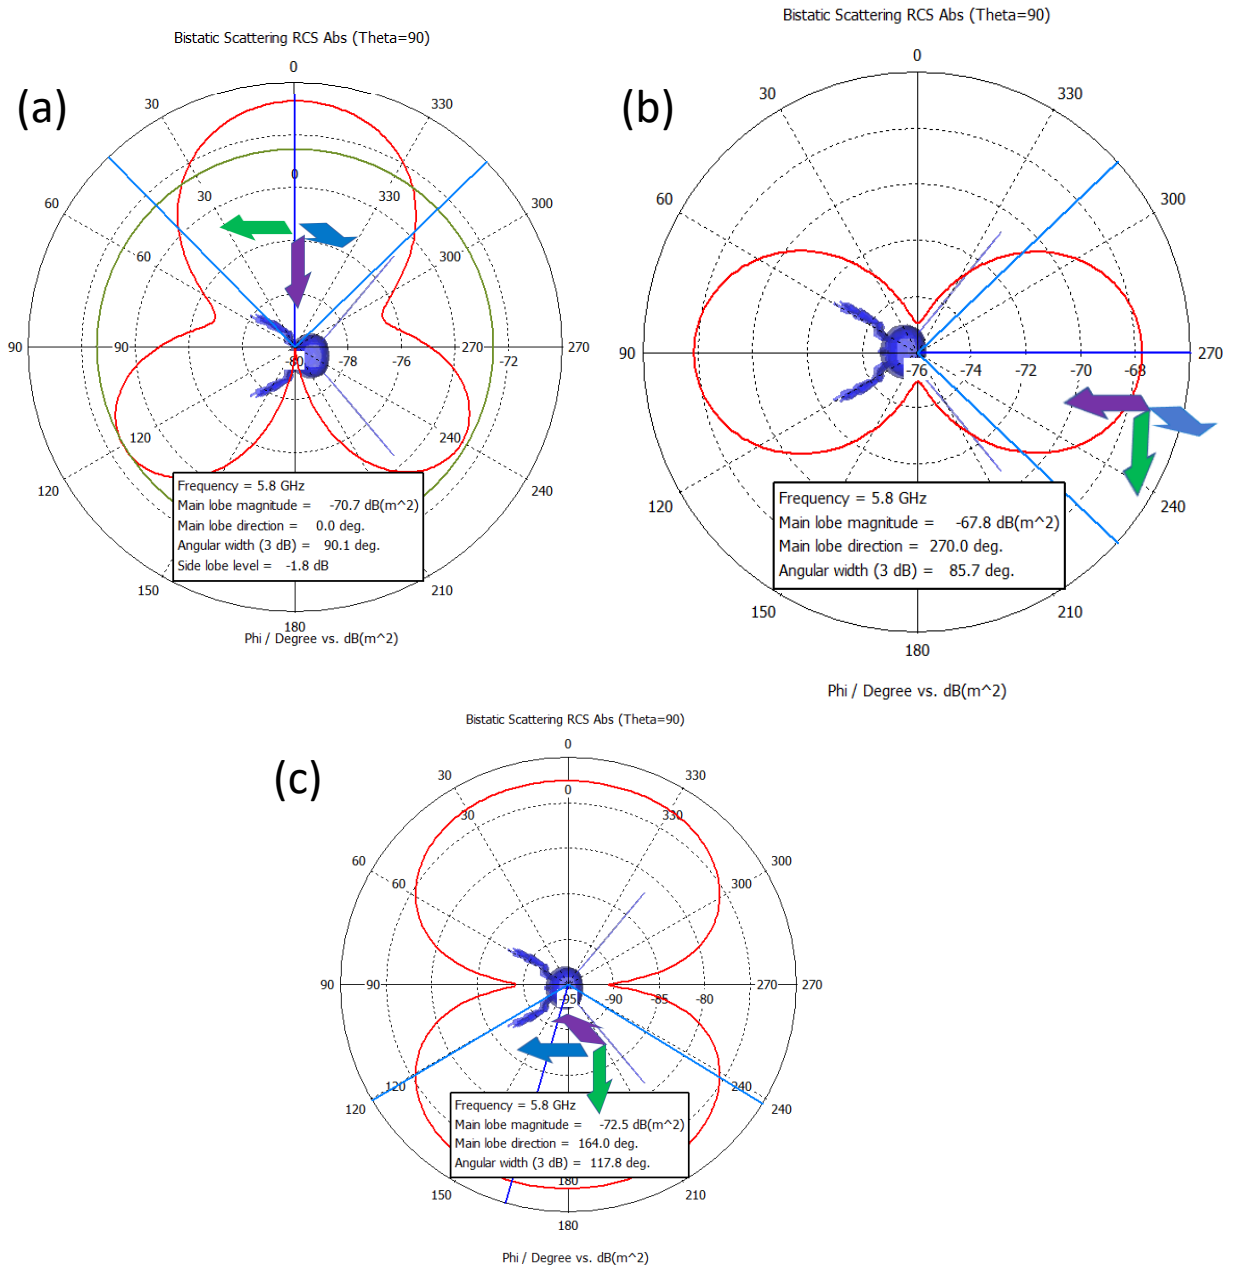 (a)
Bistatic Scattering RCS Abs (Theta=90)
0
30 330
60 300
90 270
120 240
150 210
180
0
30 330
60 300
90 270
120 240
-80 -78 -76 -72
Frequency = 5.8 GHz
Main lobe magnitude = -70.7 dB(m^2)
Main lobe direction = 0.0 deg.
Angular width (3 dB) = 90.1 deg.
Side lobe level = -1.8 dB
Phi / Degree vs. dB(m^2)
(b)
Bistatic Scattering RCS Abs (Theta=90)
0
30 330
60 300
90 270
120 240
150 210
180
-76 -74 -72 -70 -68
Frequency = 5.8 GHz
Main lobe magnitude = -67.8 dB(m^2)
Main lobe direction = 270.0 deg.
Angular width (3 dB) = 85.7 deg.
Phi / Degree vs. dB(m^2)
(c)
Bistatic Scattering RCS Abs (Theta=90)
0
30 330
60 300
90 270
120 240
150 210
180
0
30 330
60 300
90 270
120 240
180
-95 -90 -85 -80
Frequency = 5.8 GHz
Main lobe magnitude = -72.5 dB(m^2)
Main lobe direction = 164.0 deg.
Angular width (3 dB) = 117.8 deg.
Phi / Degree vs. dB(m^2)